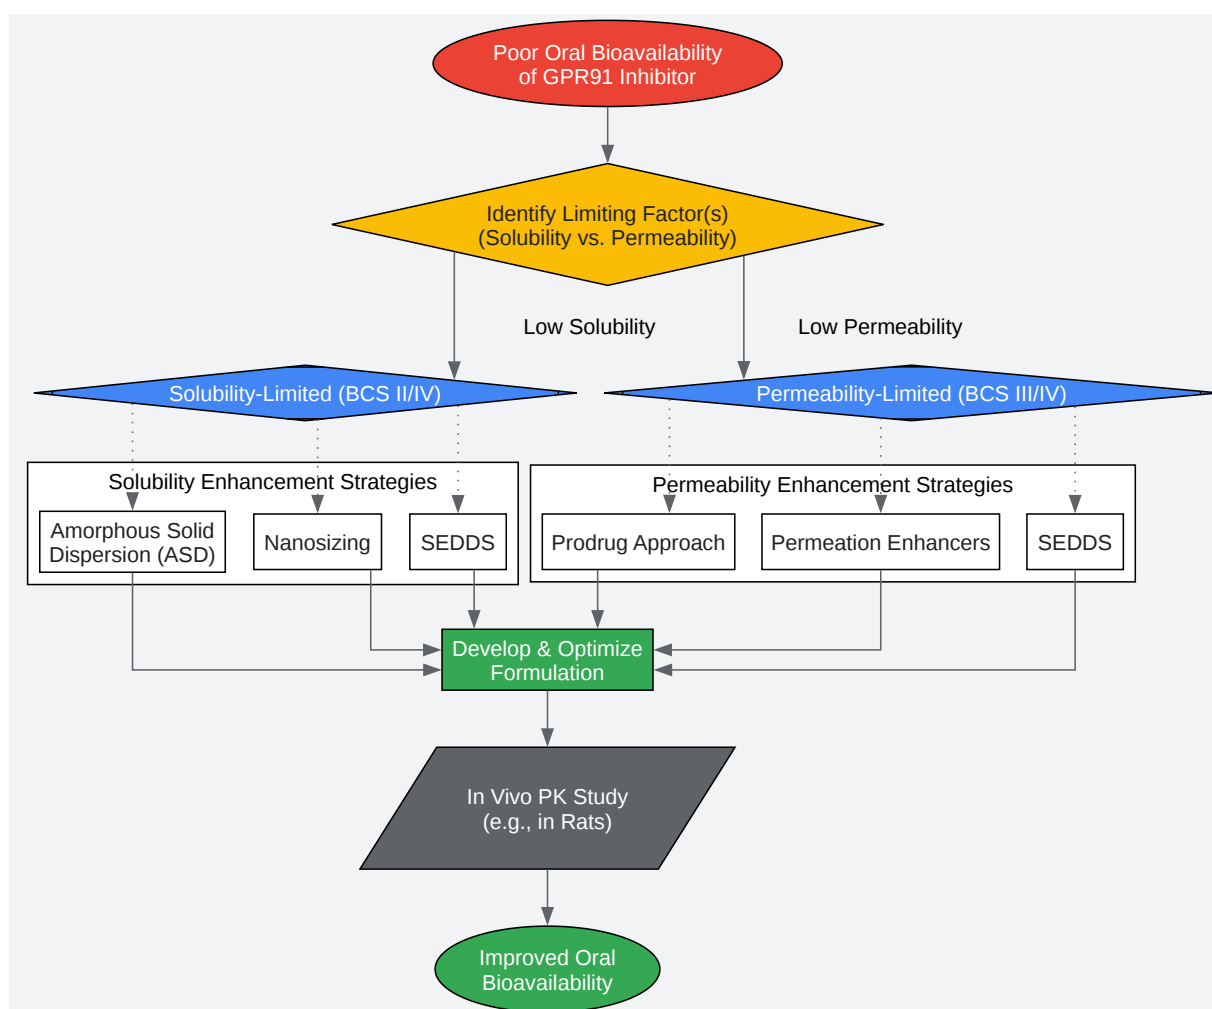 Poor Oral Bioavailability
of GPR91 Inhibitor
Identify Limiting Factor(s)
(Solubility vs. Permeability)
Low Solubility
Low Permeability
Solubility-Limited (BCS II/IV)
Permeability-Limited (BCS III/IV)
Solubility Enhancement Strategies
Permeability Enhancement Strategies
Amorphous Solid
Dispersion (ASD)
Nanosizing
SEDDS
Prodrug Approach
Permeation Enhancers
SEDDS
Develop & Optimize
Formulation
In Vivo PK Study
(e.g., in Rats)
Improved Oral
Bioavailability